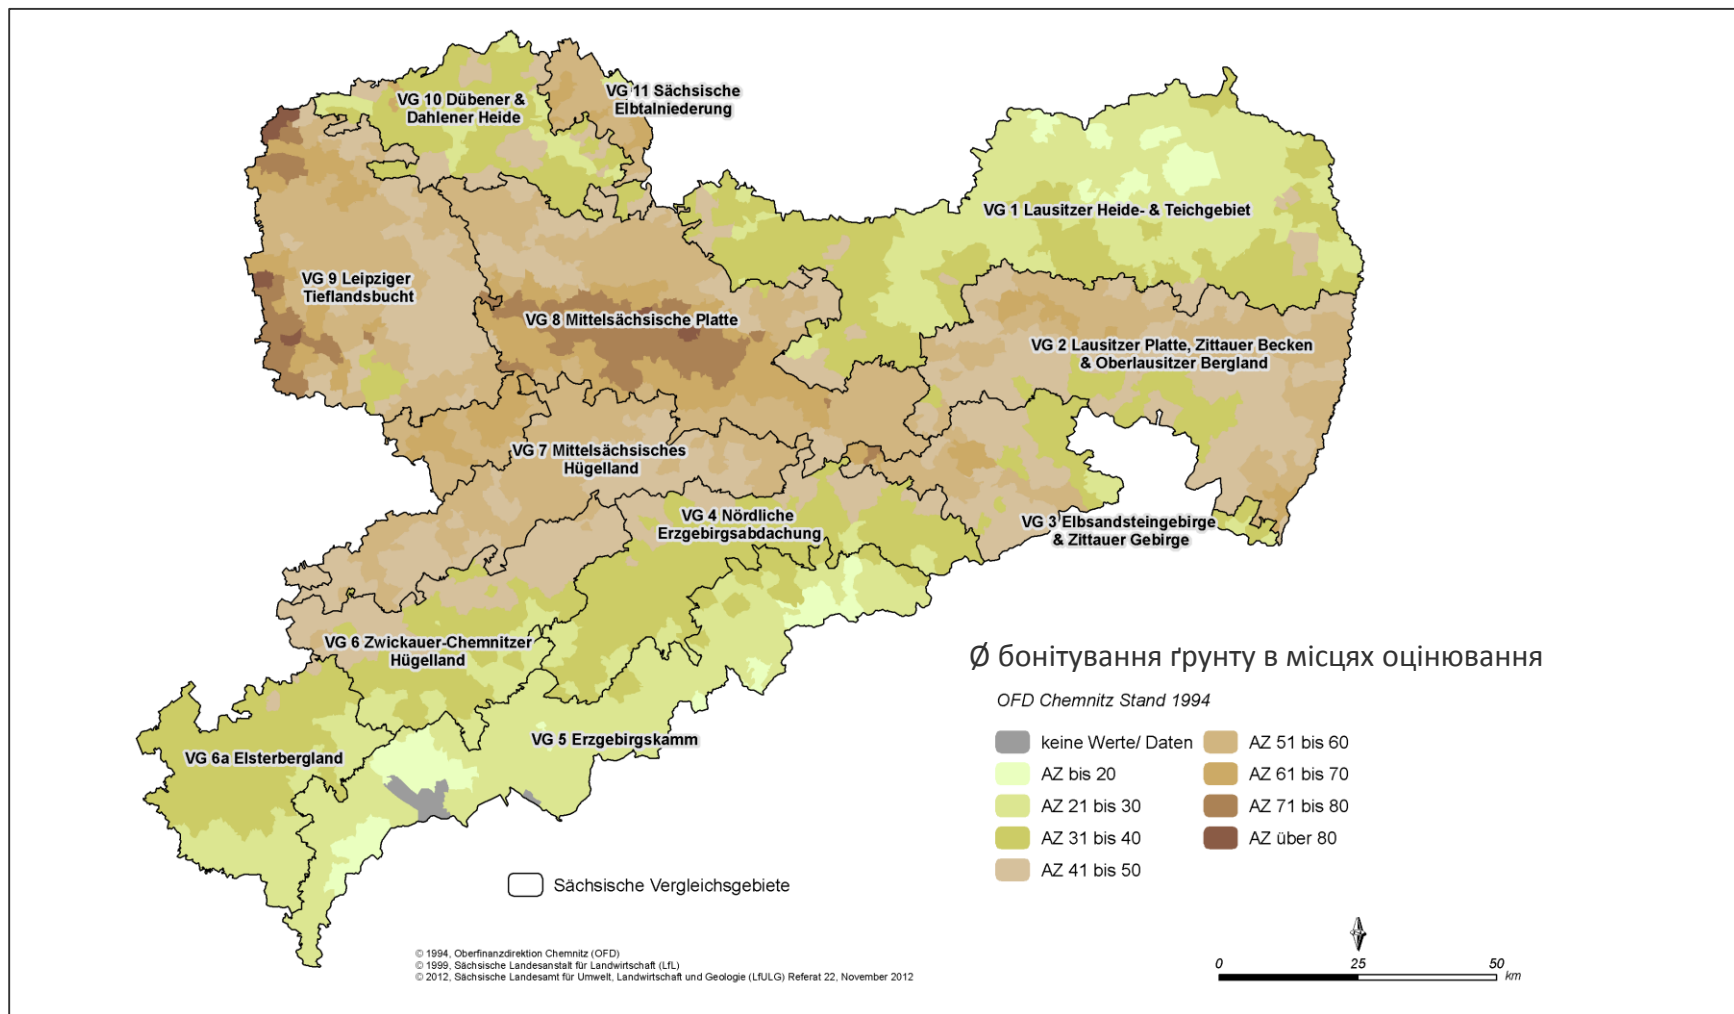 VG 10 Dübener &
Dahlener Heide
VG 11 Sächsische
Elbtalniederung
VG 1 Lausitzer Heide- & Teichgebiet
VG 9 Leipziger
Tieflandsbucht
VG 8 Mittelsächsische Platte
VG 2 Lausitzer Platte, Zittauer Becken
& Oberlausitzer Bergland
VG 7 Mittelsächsisches
Hügelland
VG 4 Nördliche
Erzgebirgsabdachung
VG 3 Elbsandsteingebirge
& Zittauer Gebirge
VG 6 Zwickauer-Chemnitzer
Hügelland
VG 5 Erzgebirgskamm
VG 6a Elsterbergland
Ø бонітування ґрунту в місцях оцінювання
OFD Chemnitz Stand 1994
keine Werte/ Daten
AZ bis 20
AZ 21 bis 30
AZ 31 bis 40
AZ 41 bis 50
AZ 51 bis 60
AZ 61 bis 70
AZ 71 bis 80
AZ über 80
Sächsische Vergleichsgebiete
© 1994, Oberfinanzdirektion Chemnitz (OFD)
© 1999, Sächsische Landesanstalt für Landwirtschaft (LfL)
© 2012, Sächsisches Landesamt für Umwelt, Landwirtschaft und Geologie (LfULG) Referat 22, November 2012
0 25 50
km